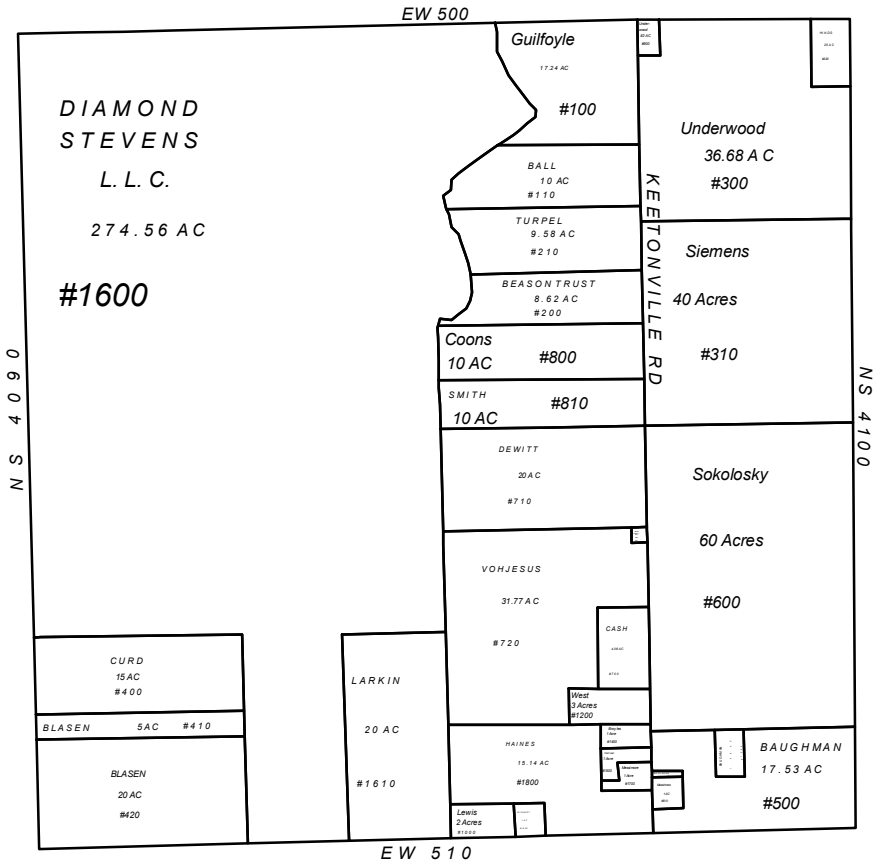 EW 500
DIAMOND
STEVENS
L. L. C.
274.56 AC
#1600
Guilfoyle
17.24 AC
#100
BALL
10 AC
#110
TURPEL
9.58 AC
#210
BEASON TRUST
8.62 AC
#200
Coons
10 AC
#800
SMITH
10 AC
#810
DEWITT
20 AC
#710
VOHJESUS
31.77 AC
#720
CASH
West
3 Acres
#1200
HAINES
15.14 AC
#1800
Lewis
2 Acres
#1000
KEETONVILLE RD
Underwood
36.68 AC
#300
Siemens
40 Acres
#310
Sokolosky
60 Acres
#600
BAUGHMAN
17.53 AC
#500
CURD
15 AC
#400
BLASEN 5 AC #410
BLASEN
20 AC
#420
LARKIN
20 AC
#1610
NS 4090
NS 4100
EW 510